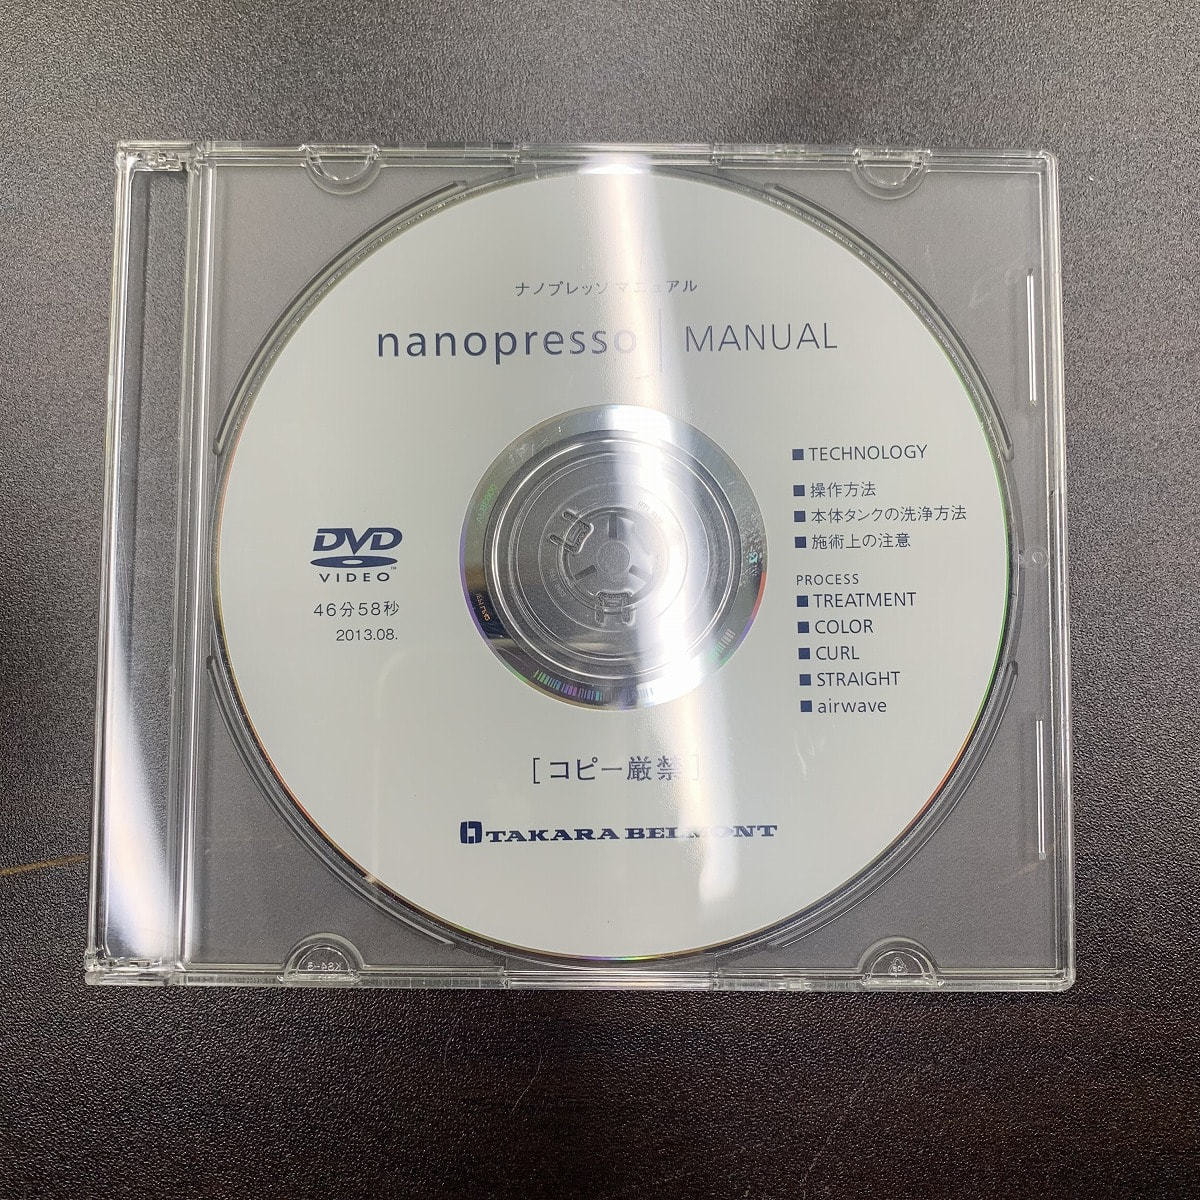 ナノプレッソ マニュアル
nanopresso | MANUAL
■ TECHNOLOGY
■ 操作方法
■ 本体タンクの洗浄方法
■ 施術上の注意
PROCESS
■ TREATMENT
■ COLOR
■ CURL
■ STRAIGHT
■ airwave
DVD
VIDEO™
46分58秒
2013.08.
[コピー厳禁]
TAKARA BELMONT